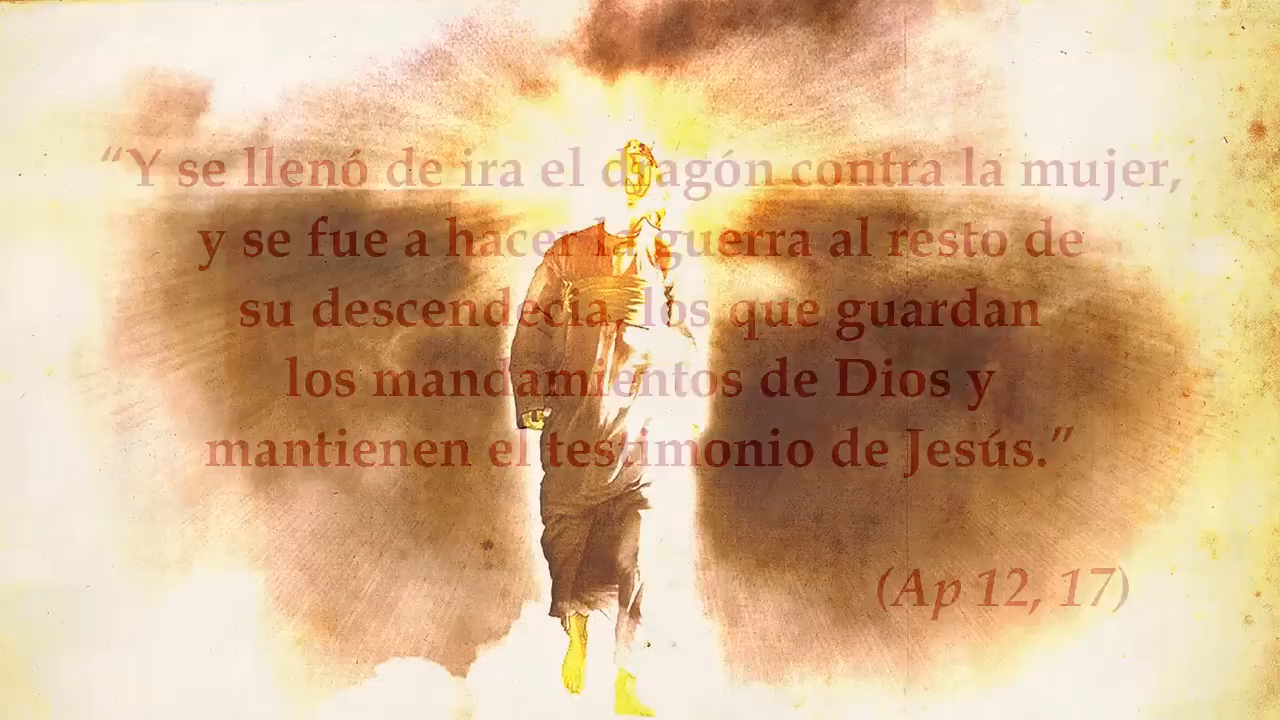 “Y se llenó de ira el dragón contra la mujer,
y se fue a hacer la guerra al resto de
su descendecia, los que guardan
los mandamientos de Dios y
mantienen el testimonio de Jesús.”
(Ap 12, 17)